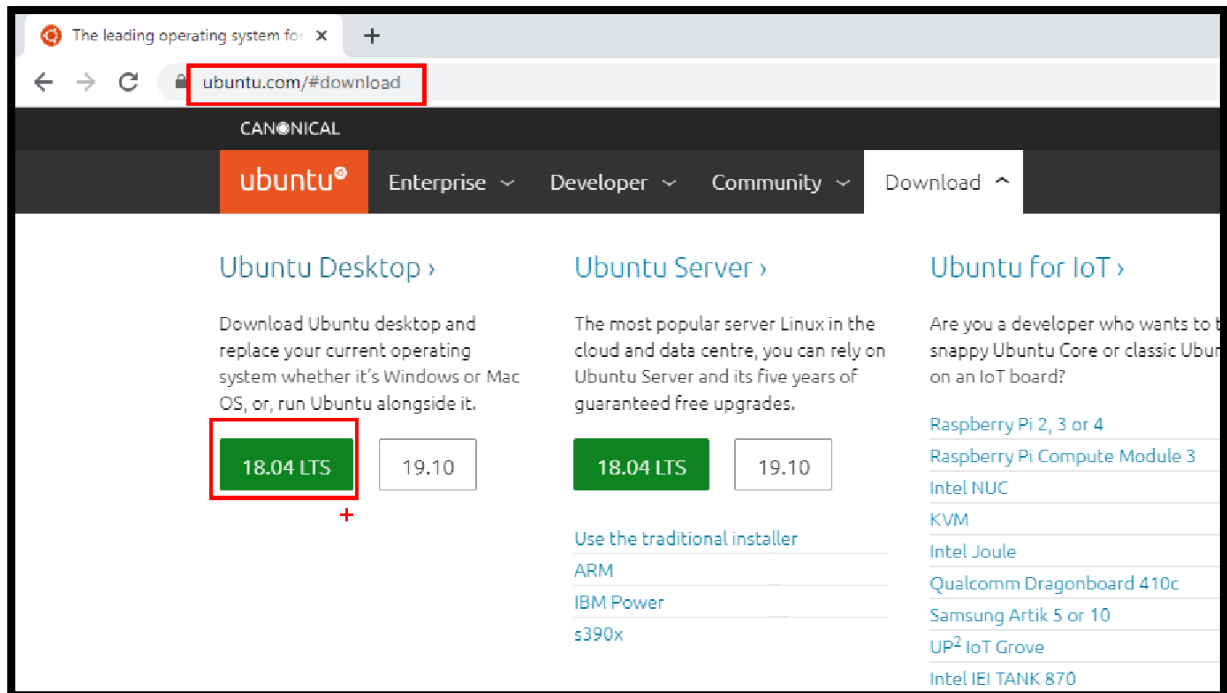 The leading operating system for
ubuntu.com/#download
CANONICAL
ubuntu
Enterprise
Developer
Community
Download
Ubuntu Desktop ›
Download Ubuntu desktop and
replace your current operating
system whether it's Windows or Mac
OS, or, run Ubuntu alongside it.
18.04 LTS
19.10
Ubuntu Server ›
The most popular server Linux in the
cloud and data centre, you can rely on
Ubuntu Server and its five years of
guaranteed free upgrades.
18.04 LTS
19.10
Use the traditional installer
ARM
IBM Power
s390x
Ubuntu for IoT ›
Are you a developer who wants to
snappy Ubuntu Core or classic
on an IoT board?
Raspberry Pi 2, 3 or 4
Raspberry Pi Compute Module 3
Intel NUC
KVM
Intel Joule
Qualcomm Dragonboard 410c
Samsung Artik 5 or 10
UP² IoT Grove
Intel IEI TANK 870